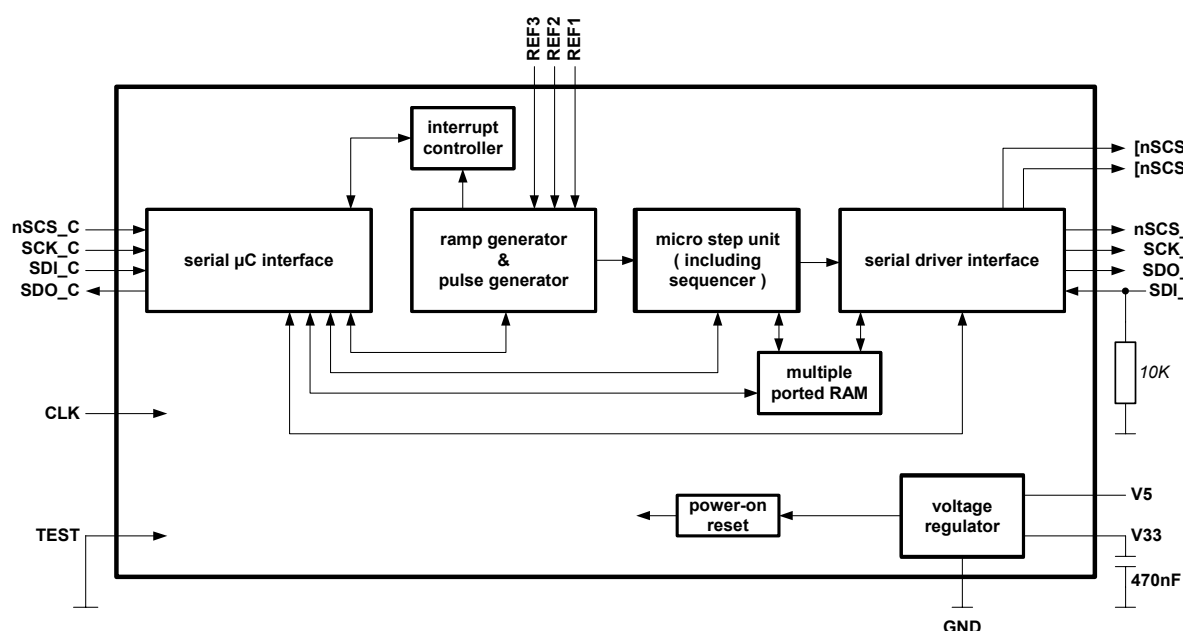 REF3
REF2
REF1
interrupt
controller
[nSCS
[nSCS
nSCS_C
SCK_C
SDI_C
SDO_C
serial µC interface
ramp generator
&
pulse generator
micro step unit
( including
sequencer )
serial driver interface
nSCS_
SCK_
SDO_
SDI_
multiple
ported RAM
10K
CLK
TEST
power-on
reset
voltage
regulator
V5
V33
470nF
GND